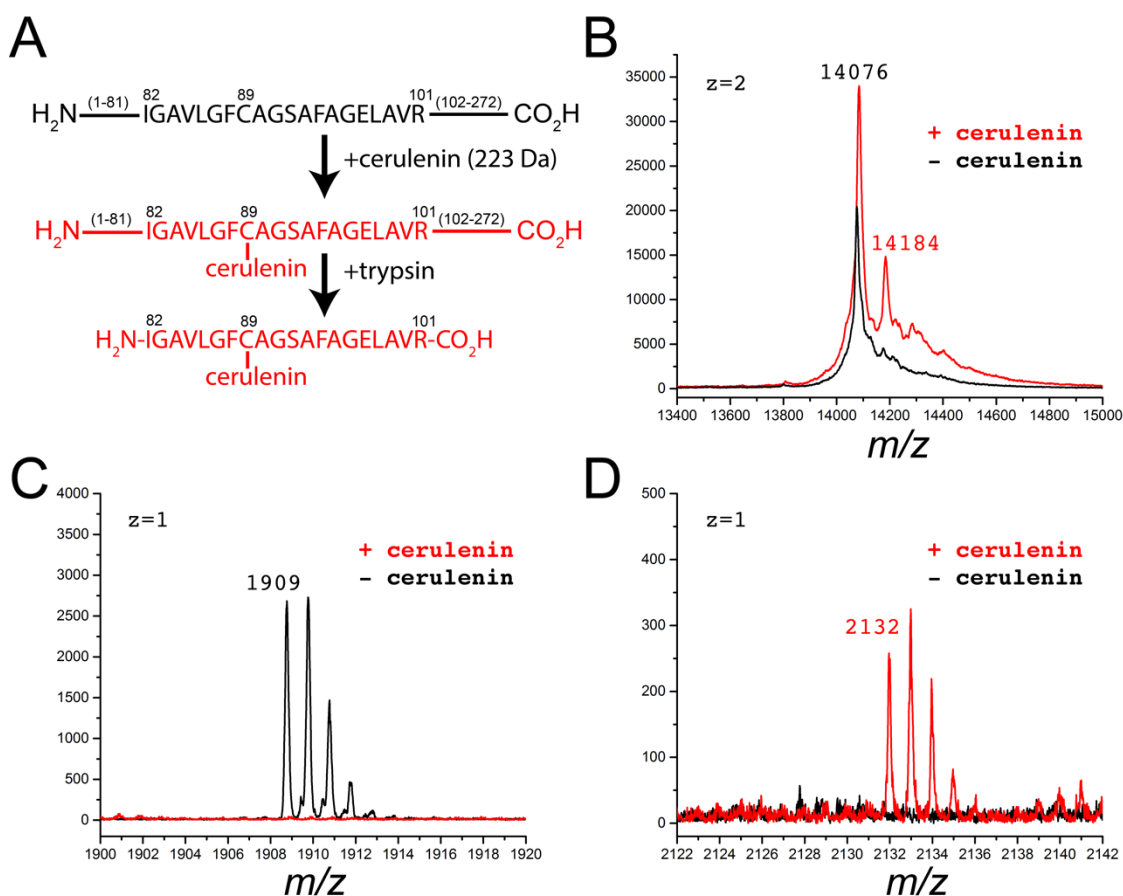 A
(1-81) 82 89 101 (102-272)
H2N IGAVLGFCAGSAFAGELAVR CO2H
+cerulenin (223 Da)
(1-81) 82 89 101 (102-272)
H2N IGAVLGFCAGSAFAGELAVR CO2H
cerulenin
+trypsin
82 89 101
H2N-IGAVLGFCAGSAFAGELAVR-CO2H
cerulenin
B
z=2
14076
+ cerulenin
− cerulenin
14184
35000
30000
25000
20000
15000
10000
5000
0
13400 13600 13800 14000 14200 14400 14600 14800 15000
m/z
C
z=1
+ cerulenin
− cerulenin
1909
4000
3500
3000
2500
2000
1500
1000
500
0
1900 1902 1904 1906 1908 1910 1912 1914 1916 1918 1920
m/z
D
z=1
+ cerulenin
− cerulenin
2132
500
400
300
200
100
0
2122 2124 2126 2128 2130 2132 2134 2136 2138 2140 2142
m/z